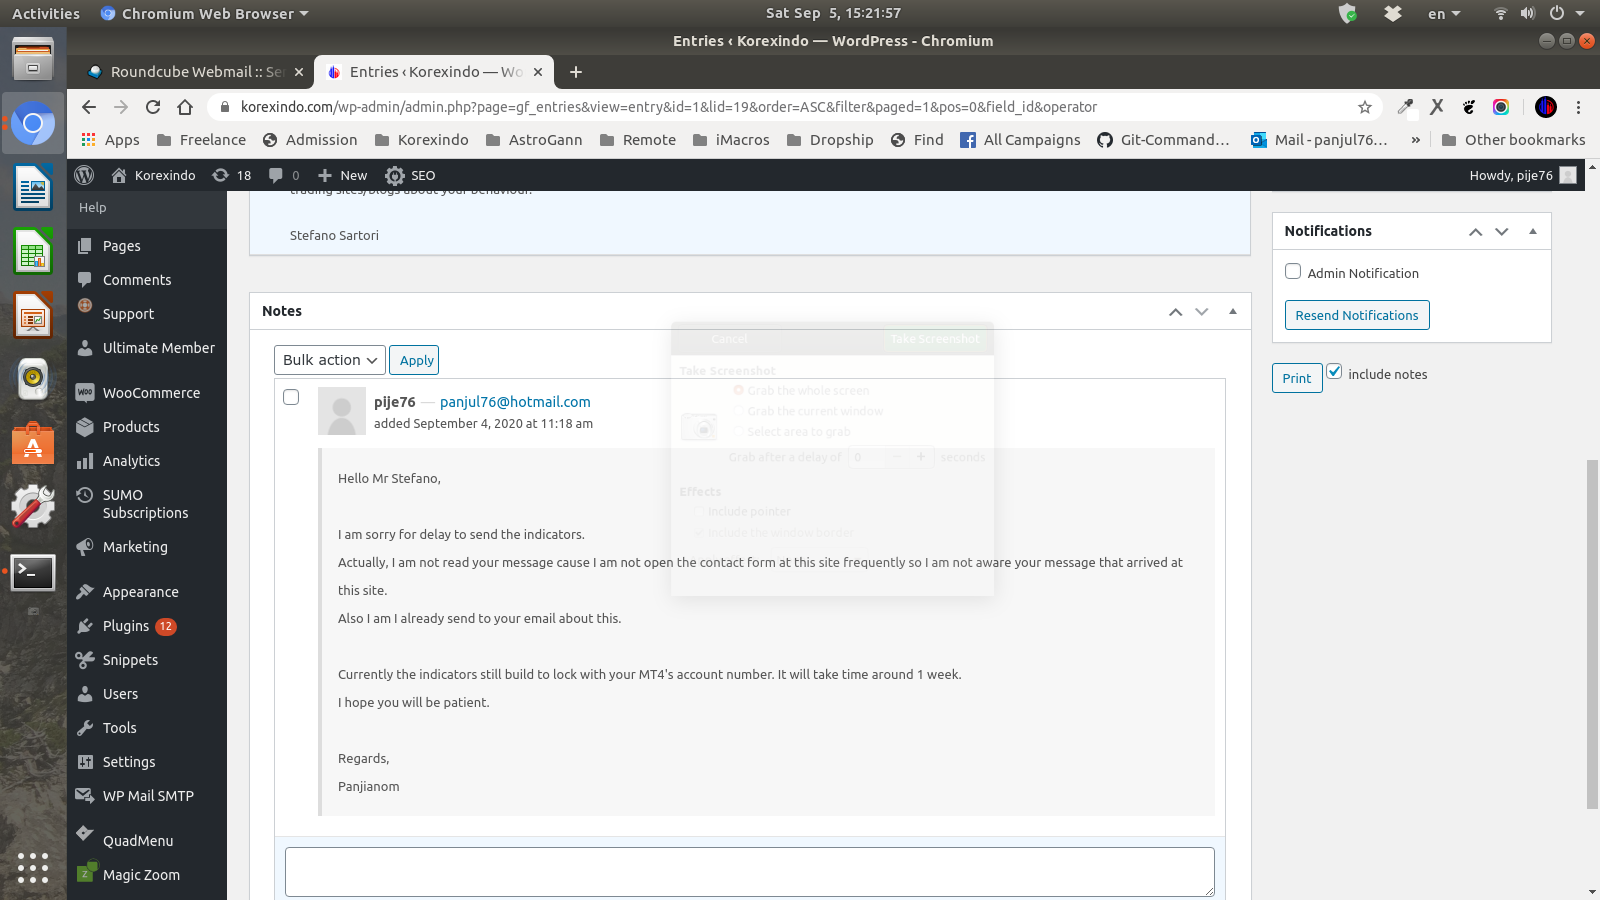 Activities
Chromium Web Browser
Sat Sep 5, 15:21:57
en
Entries ‹ Korexindo — WordPress - Chromium
Roundcube Webmail :: Se
Entries ‹ Korexindo — Wo
korexindo.com/wp-admin/admin.php?page=gf_entries&view=entry&id=1&lid=19&order=ASC&filter&paged=1&pos=0&field_id&operator
Apps
Freelance
Admission
Korexindo
AstroGann
Remote
iMacros
Dropship
Find
All Campaigns
Git-Command...
Mail - panjul76...
»
Other bookmarks
Korexindo
18
0
New
SEO
Howdy, pije76
Help
Pages
Comments
Support
Ultimate Member
WooCommerce
Products
Analytics
SUMO
Subscriptions
Marketing
Appearance
Plugins 12
Snippets
Users
Tools
Settings
WP Mail SMTP
QuadMenu
Magic Zoom
trading sites/blogs about your behaviour.
Stefano Sartori
Notes
Bulk action
Apply
pije76 — panjul76@hotmail.com
added September 4, 2020 at 11:18 am
Hello Mr Stefano,
I am sorry for delay to send the indicators.
Actually, I am not read your message cause I am not open the contact form at this site frequently so I am not aware your message that arrived at
this site.
Also I am I already send to your email about this.
Currently the indicators still build to lock with your MT4's account number. It will take time around 1 week.
I hope you will be patient.
Regards,
Panjianom
Cancel
Take Screenshot
Take Screenshot
Grab the whole screen
Grab the current window
Select area to grab
Grab after a delay of 0 − + seconds
Effects
Include pointer
Include the window border
Notifications
Admin Notification
Resend Notifications
Print
include notes